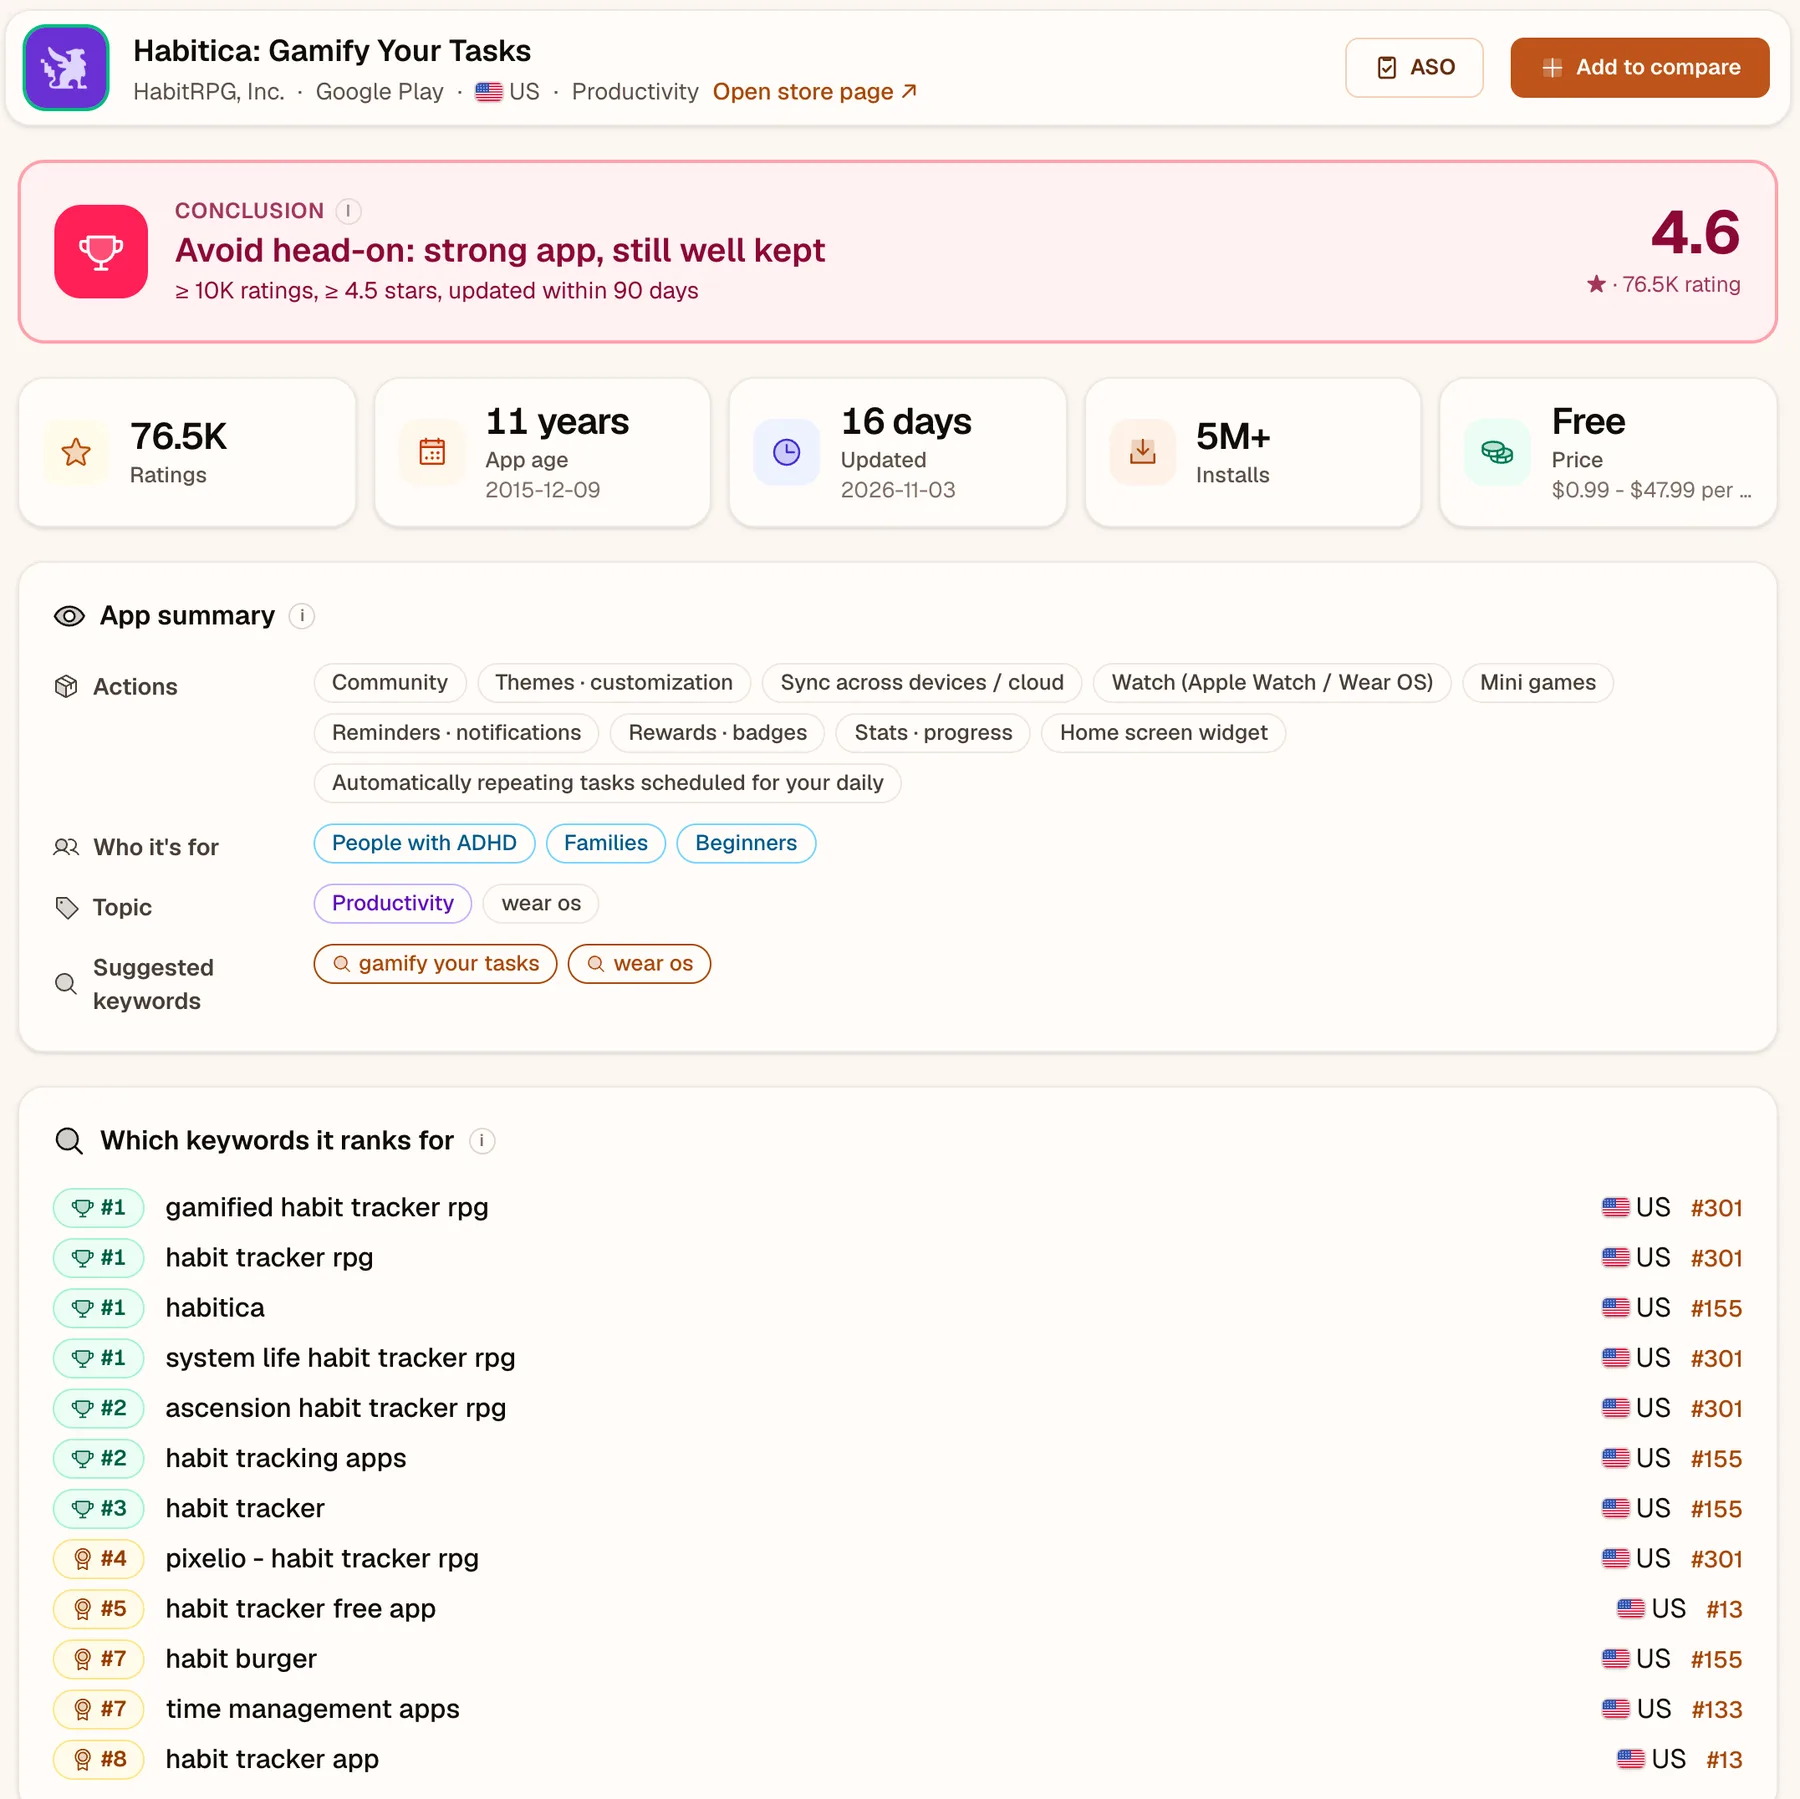 Habitica: Gamify Your Tasks
HabitRPG, Inc. · Google Play · US · Productivity Open store page ↗
ASO
Add to compare
CONCLUSION
Avoid head-on: strong app, still well kept
≥ 10K ratings, ≥ 4.5 stars, updated within 90 days
4.6
★ · 76.5K rating
76.5K
Ratings
11 years
App age
2015-12-09
16 days
Updated
2026-11-03
5M+
Installs
Free
Price
$0.99 - $47.99 per ...
App summary
Actions
Community
Themes · customization
Sync across devices / cloud
Watch (Apple Watch / Wear OS)
Mini games
Reminders · notifications
Rewards · badges
Stats · progress
Home screen widget
Automatically repeating tasks scheduled for your daily
Who it's for
People with ADHD
Families
Beginners
Topic
Productivity
wear os
Suggested
keywords
gamify your tasks
wear os
Which keywords it ranks for
#1 gamified habit tracker rpg US #301
#1 habit tracker rpg US #301
#1 habitica US #155
#1 system life habit tracker rpg US #301
#2 ascension habit tracker rpg US #301
#2 habit tracking apps US #155
#3 habit tracker US #155
#4 pixelio - habit tracker rpg US #301
#5 habit tracker free app US #13
#7 habit burger US #155
#7 time management apps US #133
#8 habit tracker app US #13